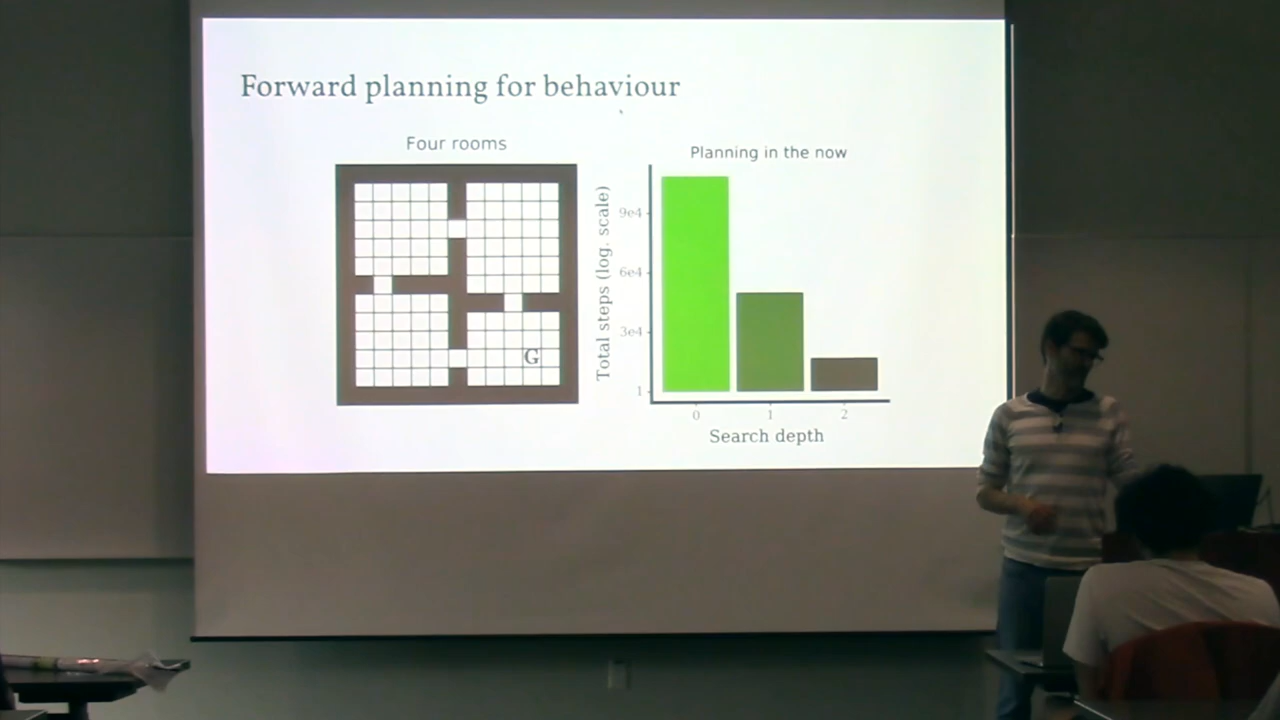 Forward planning for behaviour
Four rooms
G
Planning in the now
Total steps (log. scale)
9e4
6e4
3e4
1
0 1 2
Search depth